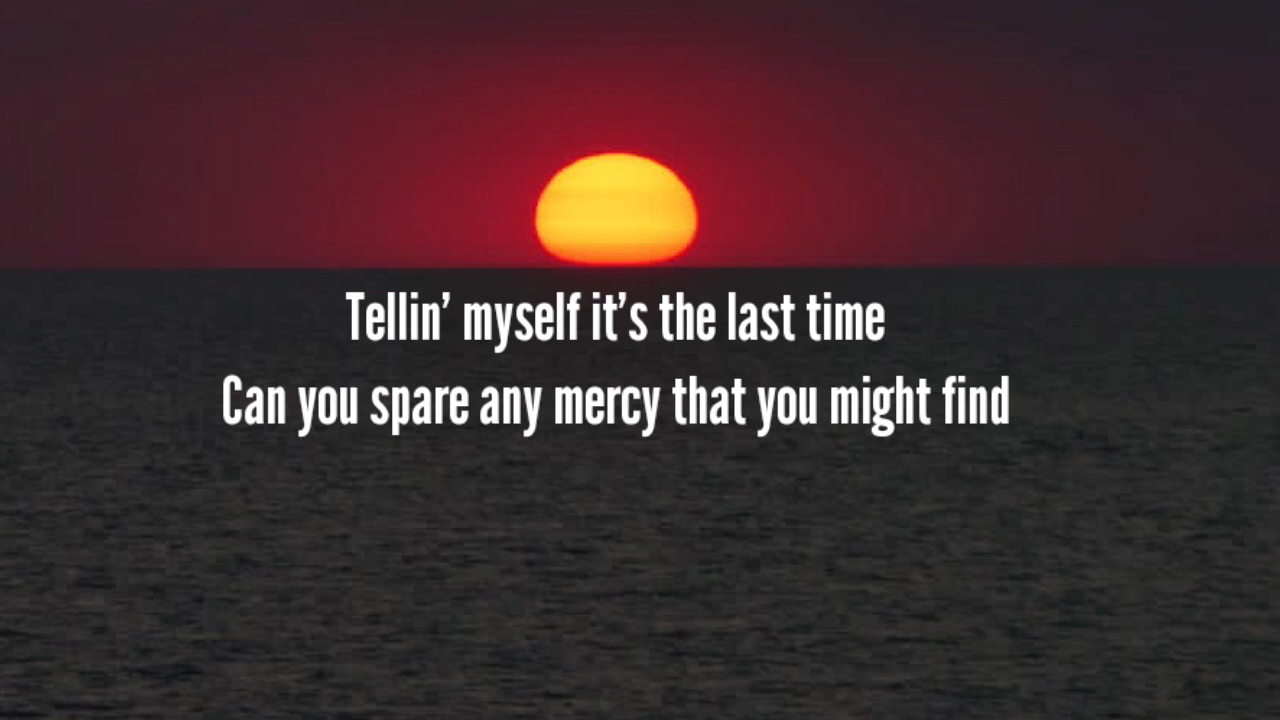 Tellin’ myself it’s the last time
Can you spare any mercy that you might find